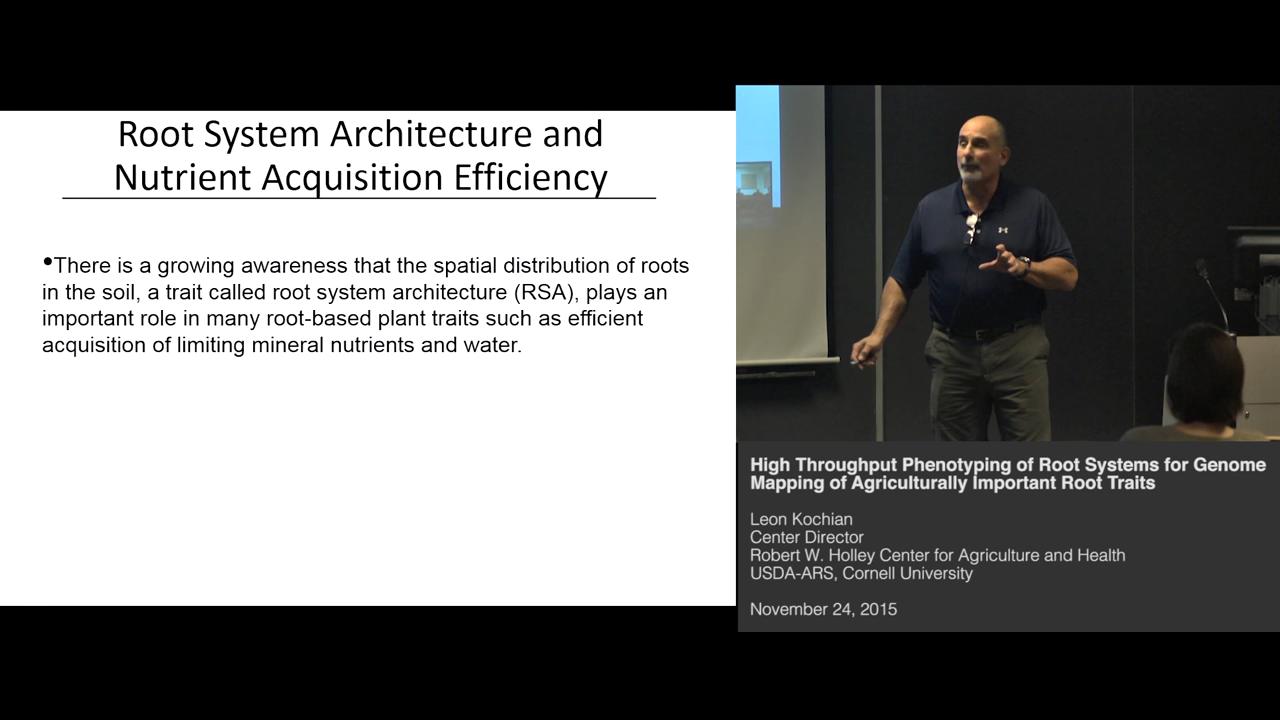 Root System Architecture and
Nutrient Acquisition Efficiency
•There is a growing awareness that the spatial distribution of roots
in the soil, a trait called root system architecture (RSA), plays an
important role in many root-based plant traits such as efficient
acquisition of limiting mineral nutrients and water.
High Throughput Phenotyping of Root Systems for Genome
Mapping of Agriculturally Important Root Traits
Leon Kochian
Center Director
Robert W. Holley Center for Agriculture and Health
USDA-ARS, Cornell University
November 24, 2015